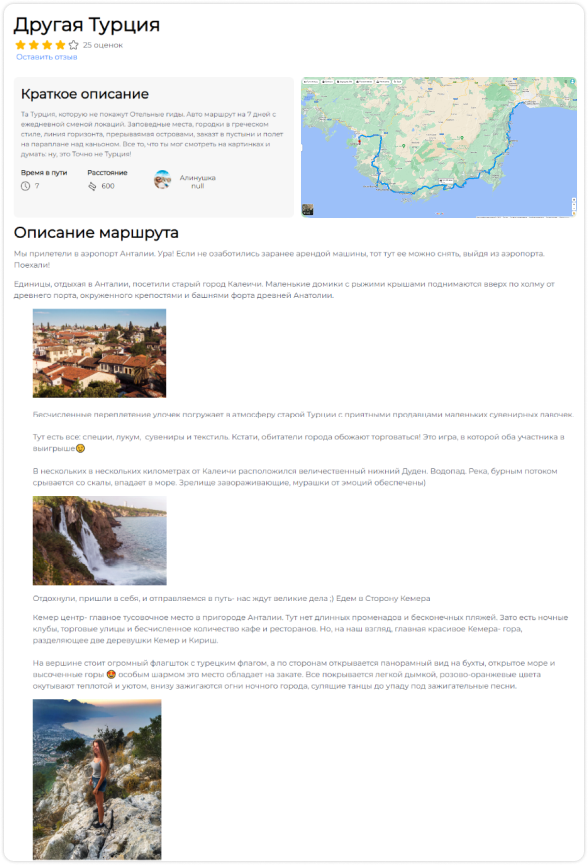 Другая Турция
25 оценок
Оставить отзыв
Краткое описание
Та Турция, которую не покажут Отельные гиды. Авто маршрут на 7 дней с
ежедневной сменой локаций. Заповедные места, городки в греческом
стиле, линия горизонта, прерываемая островами, закат в пустыни и полет
на параплане над каньоном. Все то, что ты мог смотреть на картинках и
думать: ну, это Точно не Турция!
Время в пути
Расстояние
7
600
Алинушка
null
Описание маршрута
Мы прилетели в аэропорт Анталии. Ура! Если не озаботились заранее арендой машины, тот тут ее можно снять, выйдя из аэропорта.
Поехали!
Единицы, отдыхая в Анталии, посетили старый город Калеичи. Маленькие домики с рыжими крышами поднимаются вверх по холму от
древнего порта, окруженного крепостями и башнями форта древней Анатолии.
Бесчисленные переплетение улочек погружает в атмосферу старой Турции с приятными продавцами маленьких сувенирных лавочек.
Тут есть все: специи, лукум, сувениры и текстиль. Кстати, обитатели города обожают торговаться! Это игра, в которой оба участника в
выигрыше😉
В нескольких в нескольких километрах от Калеичи расположился величественный нижний Дуден. Водопад. Река, бурным потоком
срывается со скалы, впадает в море. Зрелище завораживающие, мурашки от эмоций обеспечены)
Отдохнули, пришли в себя, и отправляемся в путь- нас ждут великие дела ;) Едем в Сторону Кемера
Кемер центр- главное тусовочное место в пригороде Анталии. Тут нет длинных променадов и бесконечных пляжей. Зато есть ночные
клубы, торговые улицы и бесчисленное количество кафе и ресторанов. Но, на наш взгляд, главная красивое Кемера- гора,
разделяющее две деревушки Кемер и Кириш.
На вершине стоит огромный флагшток с турецким флагом, а по сторонам открывается панорамный вид на бухты, открытое море и
высоченные горы 🥵 особым шармом это место обладает на закате. Все покрывается легкой дымкой, розово-оранжевые цвета
окутывают теплотой и уютом, внизу зажигаются огни ночного города, сулящие танцы до упаду под зажигательные песни.